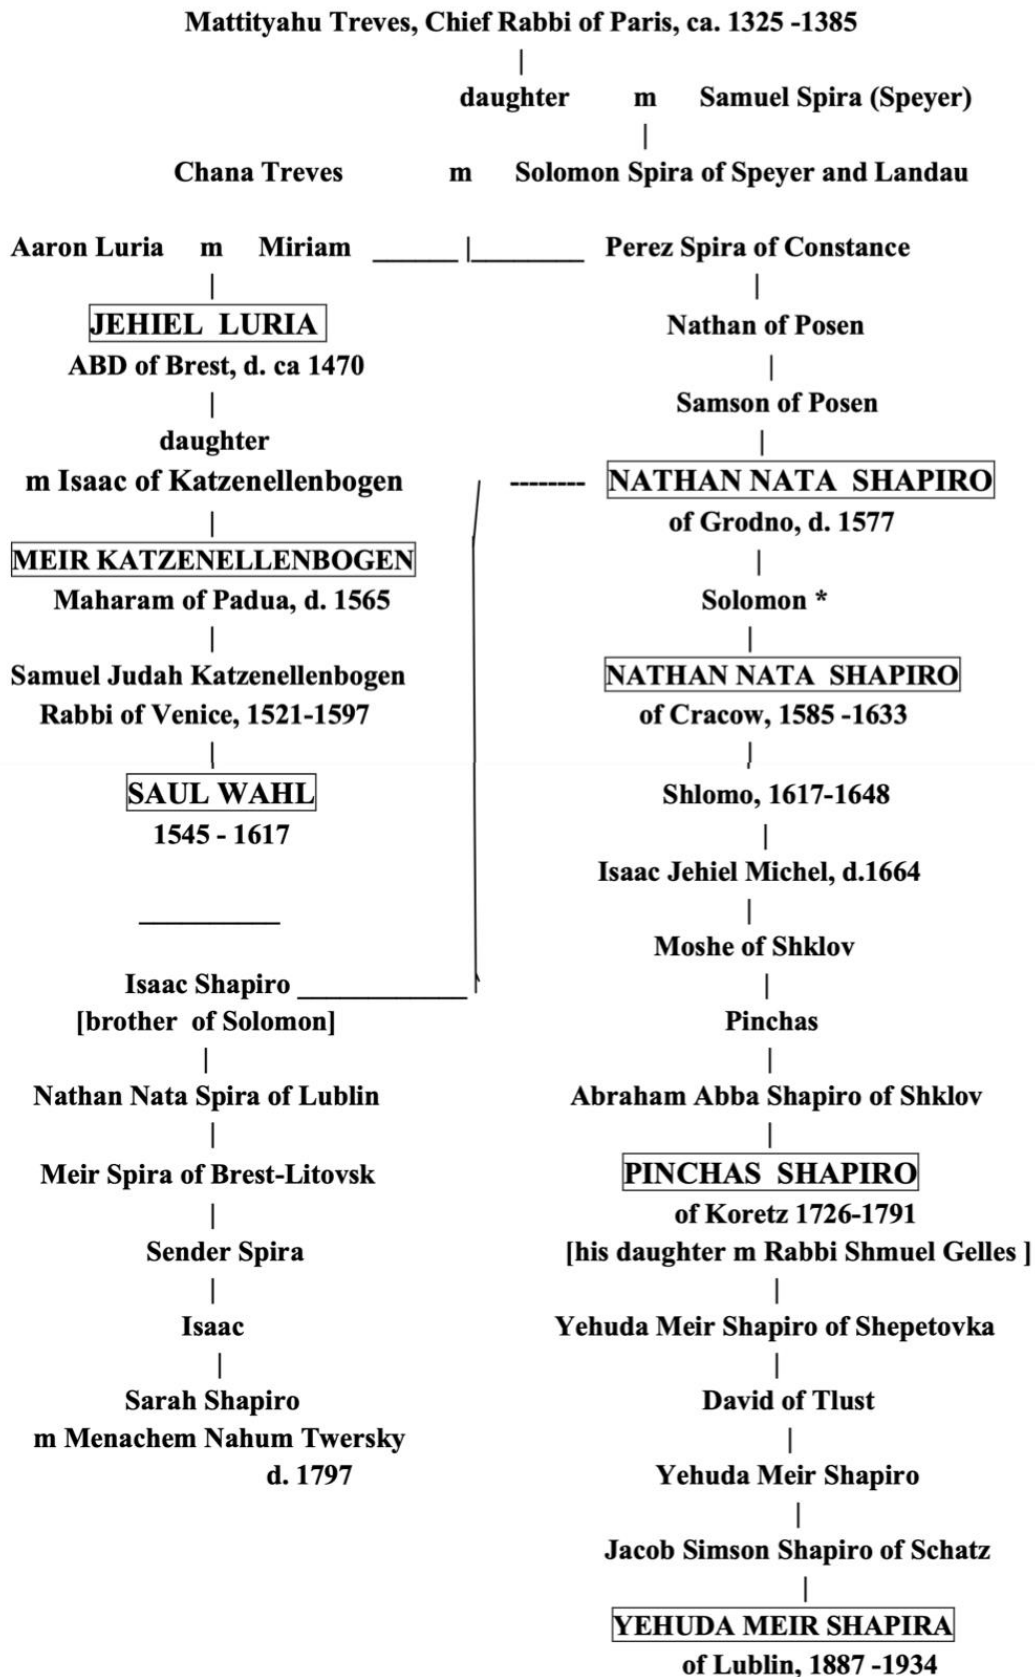 Mattityahu Treves, Chief Rabbi of Paris, ca. 1325 -1385
daughter m Samuel Spira (Speyer)
Chana Treves m Solomon Spira of Speyer and Landau
Aaron Luria m Miriam Perez Spira of Constance
JEHIEL LURIA
Nathan of Posen
ABD of Brest, d. ca 1470
Samson of Posen
daughter
m Isaac of Katzenellenbogen
NATHAN NATA SHAPIRO
of Grodno, d. 1577
MEIR KATZENELLENBOGEN
Maharam of Padua, d. 1565
Solomon *
Samuel Judah Katzenellenbogen
NATHAN NATA SHAPIRO
Rabbi of Venice, 1521-1597
of Cracow, 1585 -1633
SAUL WAHL
Shlomo, 1617-1648
1545 - 1617
Isaac Jehiel Michel, d.1664
Moshe of Shklov
Isaac Shapiro
[brother of Solomon]
Pinchas
Nathan Nata Spira of Lublin
Abraham Abba Shapiro of Shklov
Meir Spira of Brest-Litovsk
PINCHAS SHAPIRO
of Koretz 1726-1791
Sender Spira
[his daughter m Rabbi Shmuel Gelles ]
Isaac
Yehuda Meir Shapiro of Shepetovka
Sarah Shapiro
David of Tlust
m Menachem Nahum Twersky
d. 1797
Yehuda Meir Shapiro
Jacob Simson Shapiro of Schatz
YEHUDA MEIR SHAPIRA
of Lublin, 1887 -1934